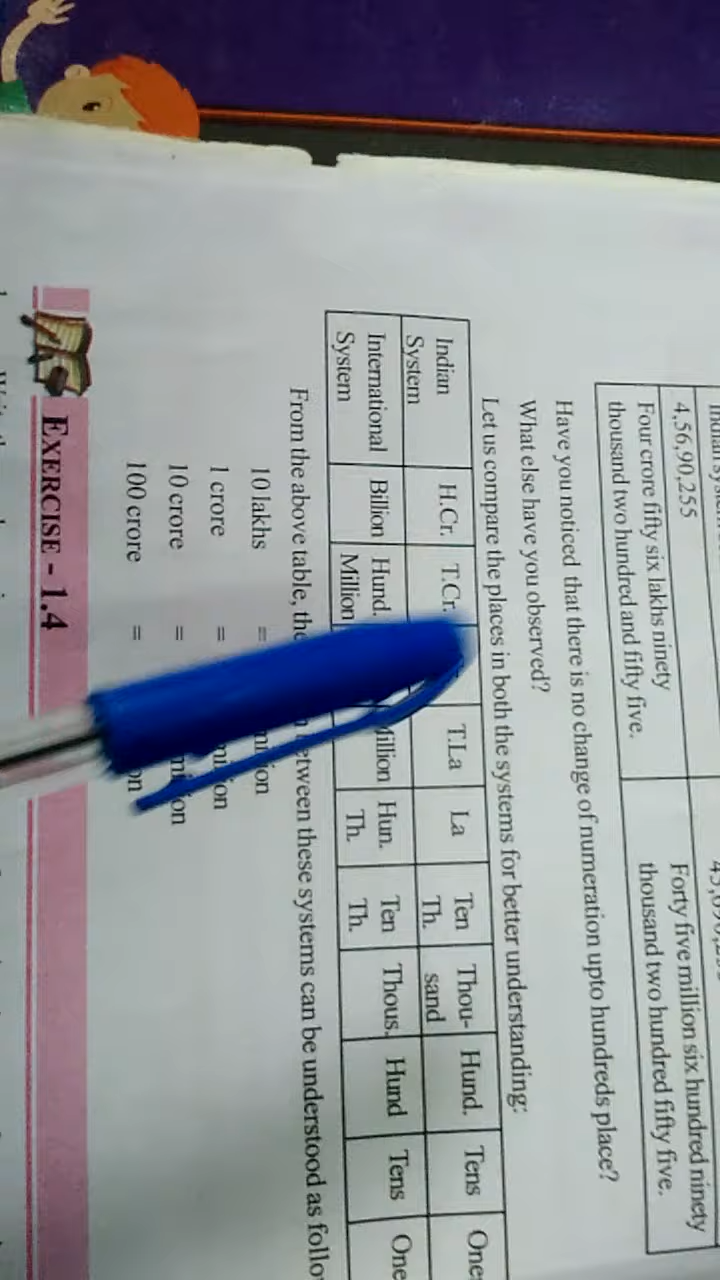 4,56,90,255
Four crore fifty six lakhs ninety
thousand two hundred and fifty five.
Forty five million six hundred ninety
thousand two hundred fifty five.
Have you noticed that there is no change of numeration upto hundreds place?
What else have you observed?
Let us compare the places in both the systems for better understanding:
Indian System H.Cr. T.Cr. T.La La Ten Th. Thou-sand Hund. Tens One
International System Billion Hund. Million Million Hun. Th. Ten Th. Thous. Hund Tens One
From the above table, between these systems can be understood as
10 lakhs =
1 crore =
10 crore =
100 crore =
EXERCISE - 1.4